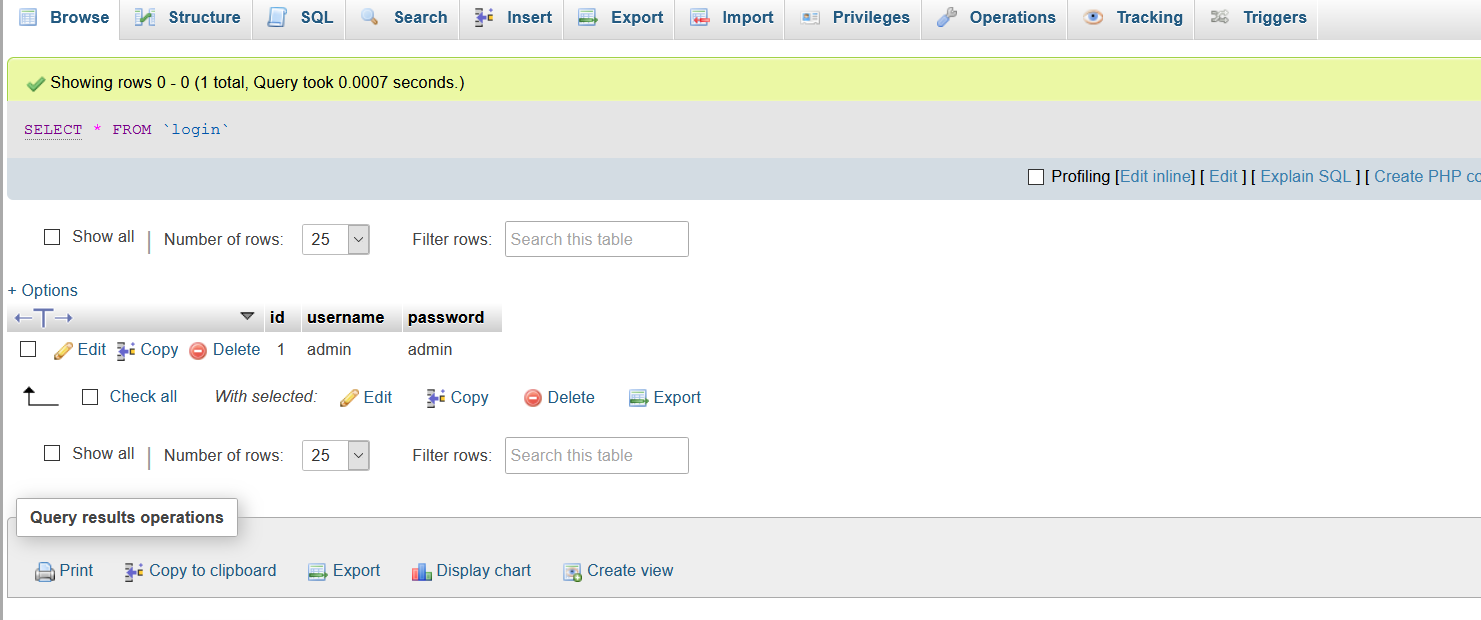 Browse Structure SQL Search Insert Export Import Privileges Operations Tracking Triggers
Showing rows 0 - 0 (1 total, Query took 0.0007 seconds.)
SELECT * FROM `login`
Profiling [Edit inline] [ Edit ] [ Explain SQL ] [ Create PHP co
Show all | Number of rows: 25 Filter rows: Search this table
+ Options
←T→ id username password
Edit Copy Delete 1 admin admin
Check all With selected: Edit Copy Delete Export
Show all | Number of rows: 25 Filter rows: Search this table
Query results operations
Print Copy to clipboard Export Display chart Create view